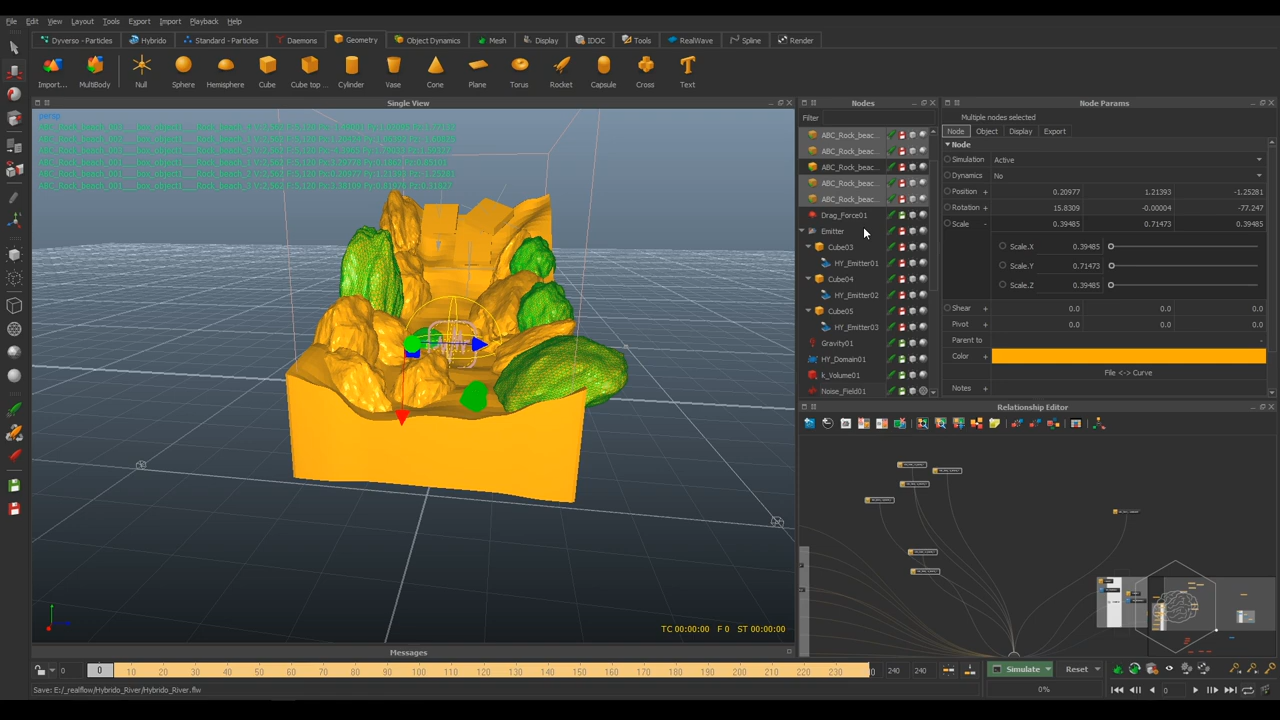 File Edit View Layout Tools Export Import Playback Help
Dyverso - Particles Hybrido Standard - Particles Daemons Geometry Object Dynamics Mesh Display IDOC Tools RealWave Spline Render
Import... MultiBody Null Sphere Hemisphere Cube Cube top ... Cylinder Vase Cone Plane Torus Rocket Capsule Cross Text
Single View
persp
TC 00:00:00 F 0 ST 00:00:00
Messages
Nodes
Filter
ABC_Rock_beac...
ABC_Rock_beac...
ABC_Rock_beac...
ABC_Rock_beac...
ABC_Rock_beac...
Drag_Force01
Emitter
Cube03
HY_Emitter01
Cube04
HY_Emitter02
Cube05
HY_Emitter03
Gravity01
HY_Domain01
k_Volume01
Noise_Field01
Node Params
Multiple nodes selected
Node Object Display Export
Node
Simulation Active
Dynamics No
Position + 0.20977 1.21393 -1.25281
Rotation + 15.8309 -0.00004 -77.247
Scale - 0.39485 0.71473 0.39485
Scale.X 0.39485
Scale.Y 0.71473
Scale.Z 0.39485
Shear + 0.0 0.0 0.0
Pivot + 0.0 0.0 0.0
Parent to -
Color +
File <-> Curve
Notes +
Relationship Editor
0 0 10 20 30 40 50 60 70 80 90 100 110 120 130 140 150 160 170 180 190 200 210 220 230 240 240
Simulate Reset
Save: E:/_realflow/Hybrido_River/Hybrido_River.flw
0% 0